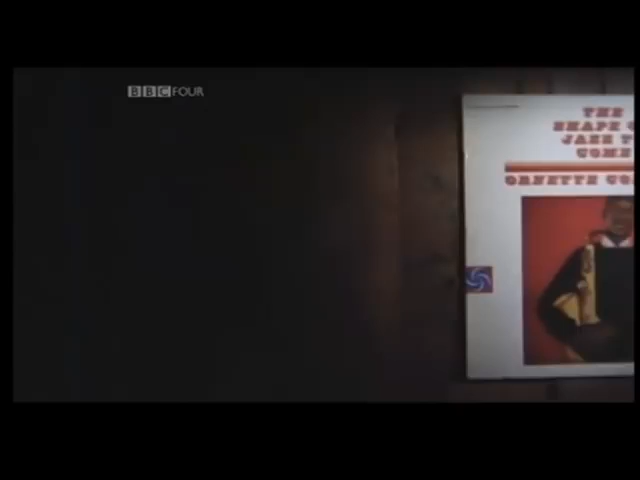 BBC FOUR
THE
SHAPE O
JAZZ T
COME
ORNETTE CO